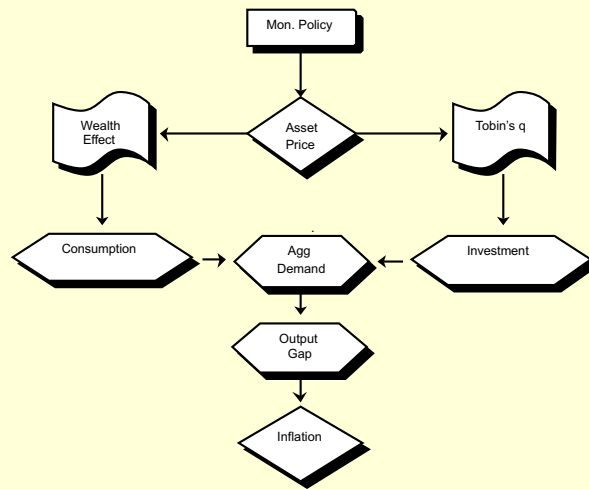 Mon. Policy
Wealth
Effect
Asset
Price
Tobin's q
Consumption
Agg
Demand
Investment
Output
Gap
Inflation